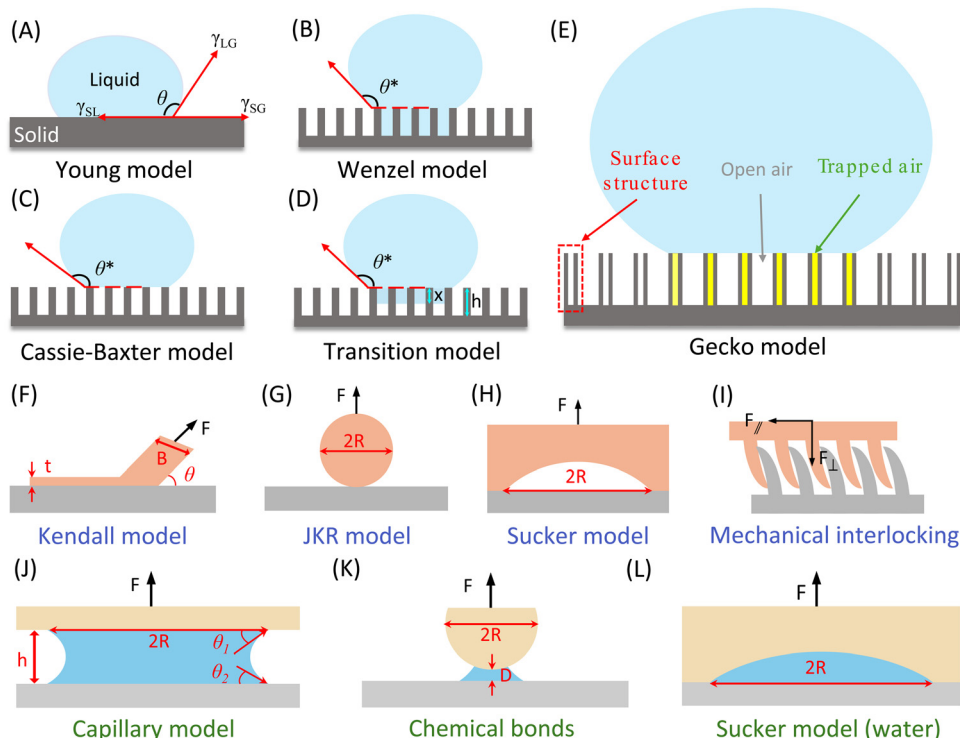 (A)
γLG
Liquid
θ
γSL
γSG
Solid
Young model
(B)
θ*
Wenzel model
(C)
θ*
Cassie-Baxter model
(D)
θ*
x
h
Transition model
(E)
Surface
structure
Open air
Trapped air
Gecko model
(F)
t
B
F
θ
Kendall model
(G)
F
2R
JKR model
(H)
F
2R
Sucker model
(I)
F//
F⊥
Mechanical interlocking
(J)
F
2R
h
θ1
θ2
Capillary model
(K)
F
2R
D
Chemical bonds
(L)
F
2R
Sucker model (water)